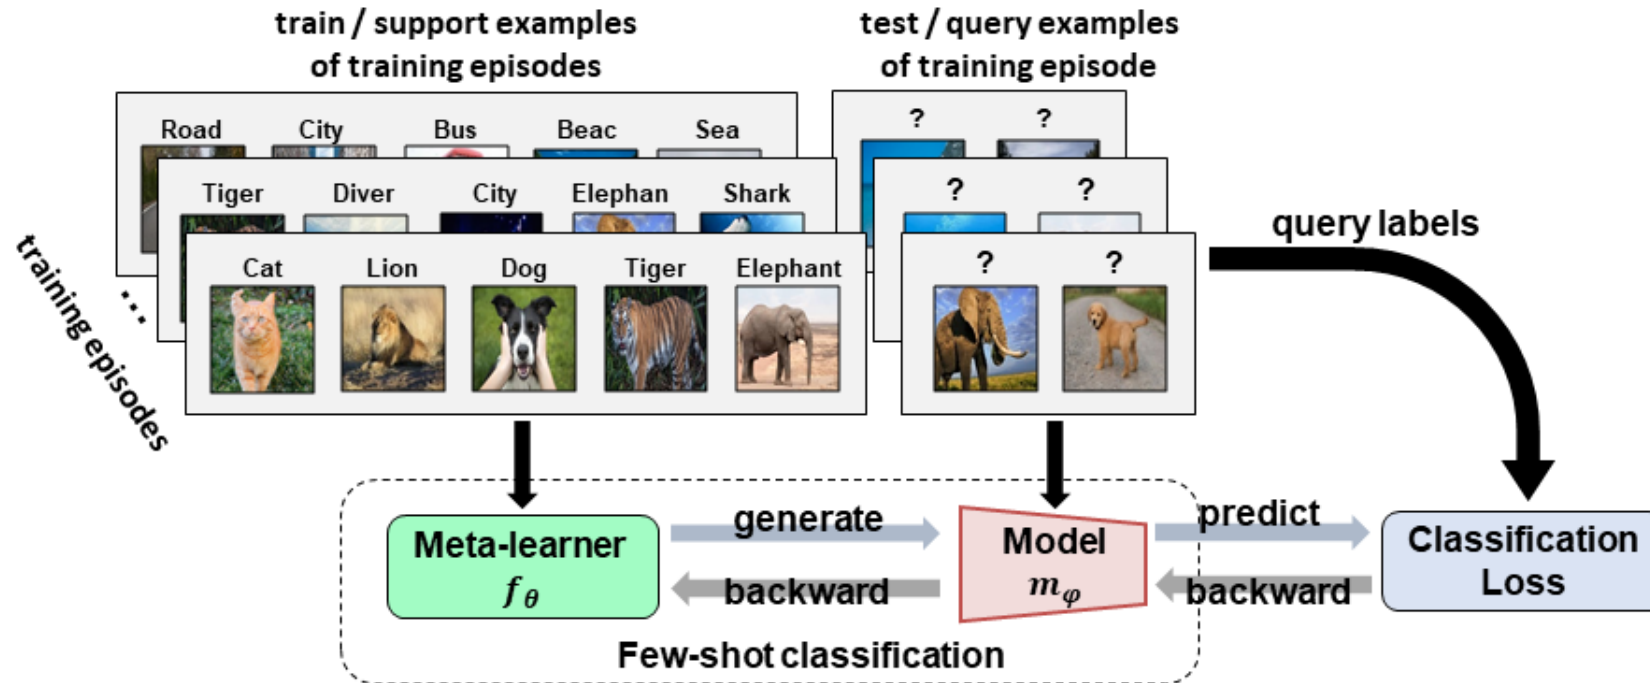 train / support examples
of training episodes
test / query examples
of training episode
Road City Bus Beac Sea
? ?
Tiger Diver City Elephan Shark
? ?
Cat Lion Dog Tiger Elephant
? ?
training episodes
...
query labels
Meta-learner
f_θ
generate
backward
Model
m_φ
predict
backward
Classification
Loss
Few-shot classification